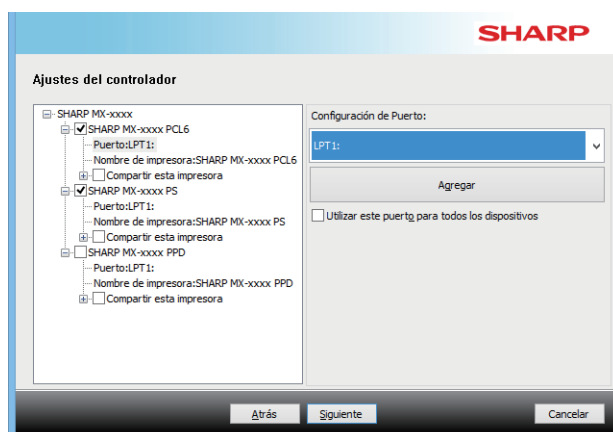 SHARP
Ajustes del controlador
SHARP MX-xxxx
SHARP MX-xxxx PCL6
Puerto:LPT1:
Nombre de impresora:SHARP MX-xxxx PCL6
Compartir esta impresora
SHARP MX-xxxx PS
Puerto:LPT1:
Nombre de impresora:SHARP MX-xxxx PS
Compartir esta impresora
SHARP MX-xxxx PPD
Puerto:LPT1:
Nombre de impresora:SHARP MX-xxxx PPD
Compartir esta impresora
Configuración de Puerto:
LPT1:
Agregar
Utilizar este puerto para todos los dispositivos
Atrás
Siguiente
Cancelar